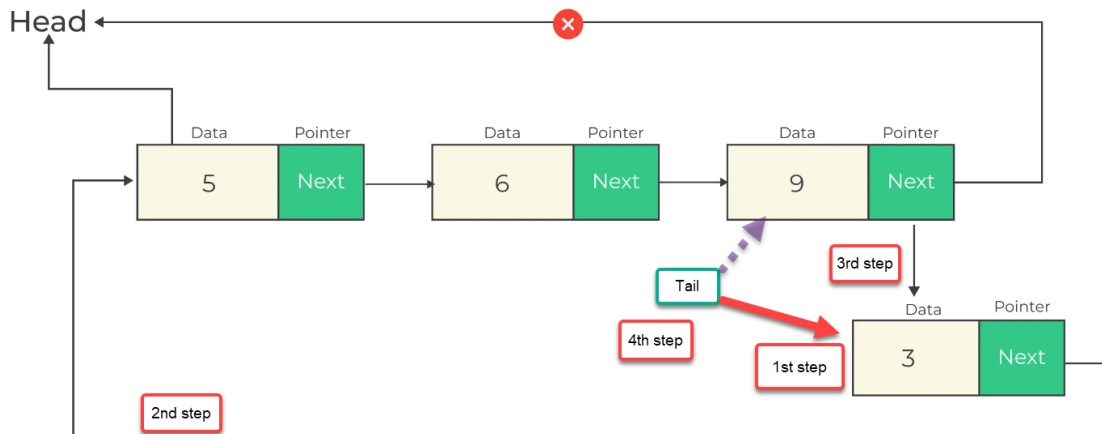 Head
Data Pointer
5 Next
Data Pointer
6 Next
Data Pointer
9 Next
3rd step
Tail
4th step
1st step
Data Pointer
3 Next
2nd step